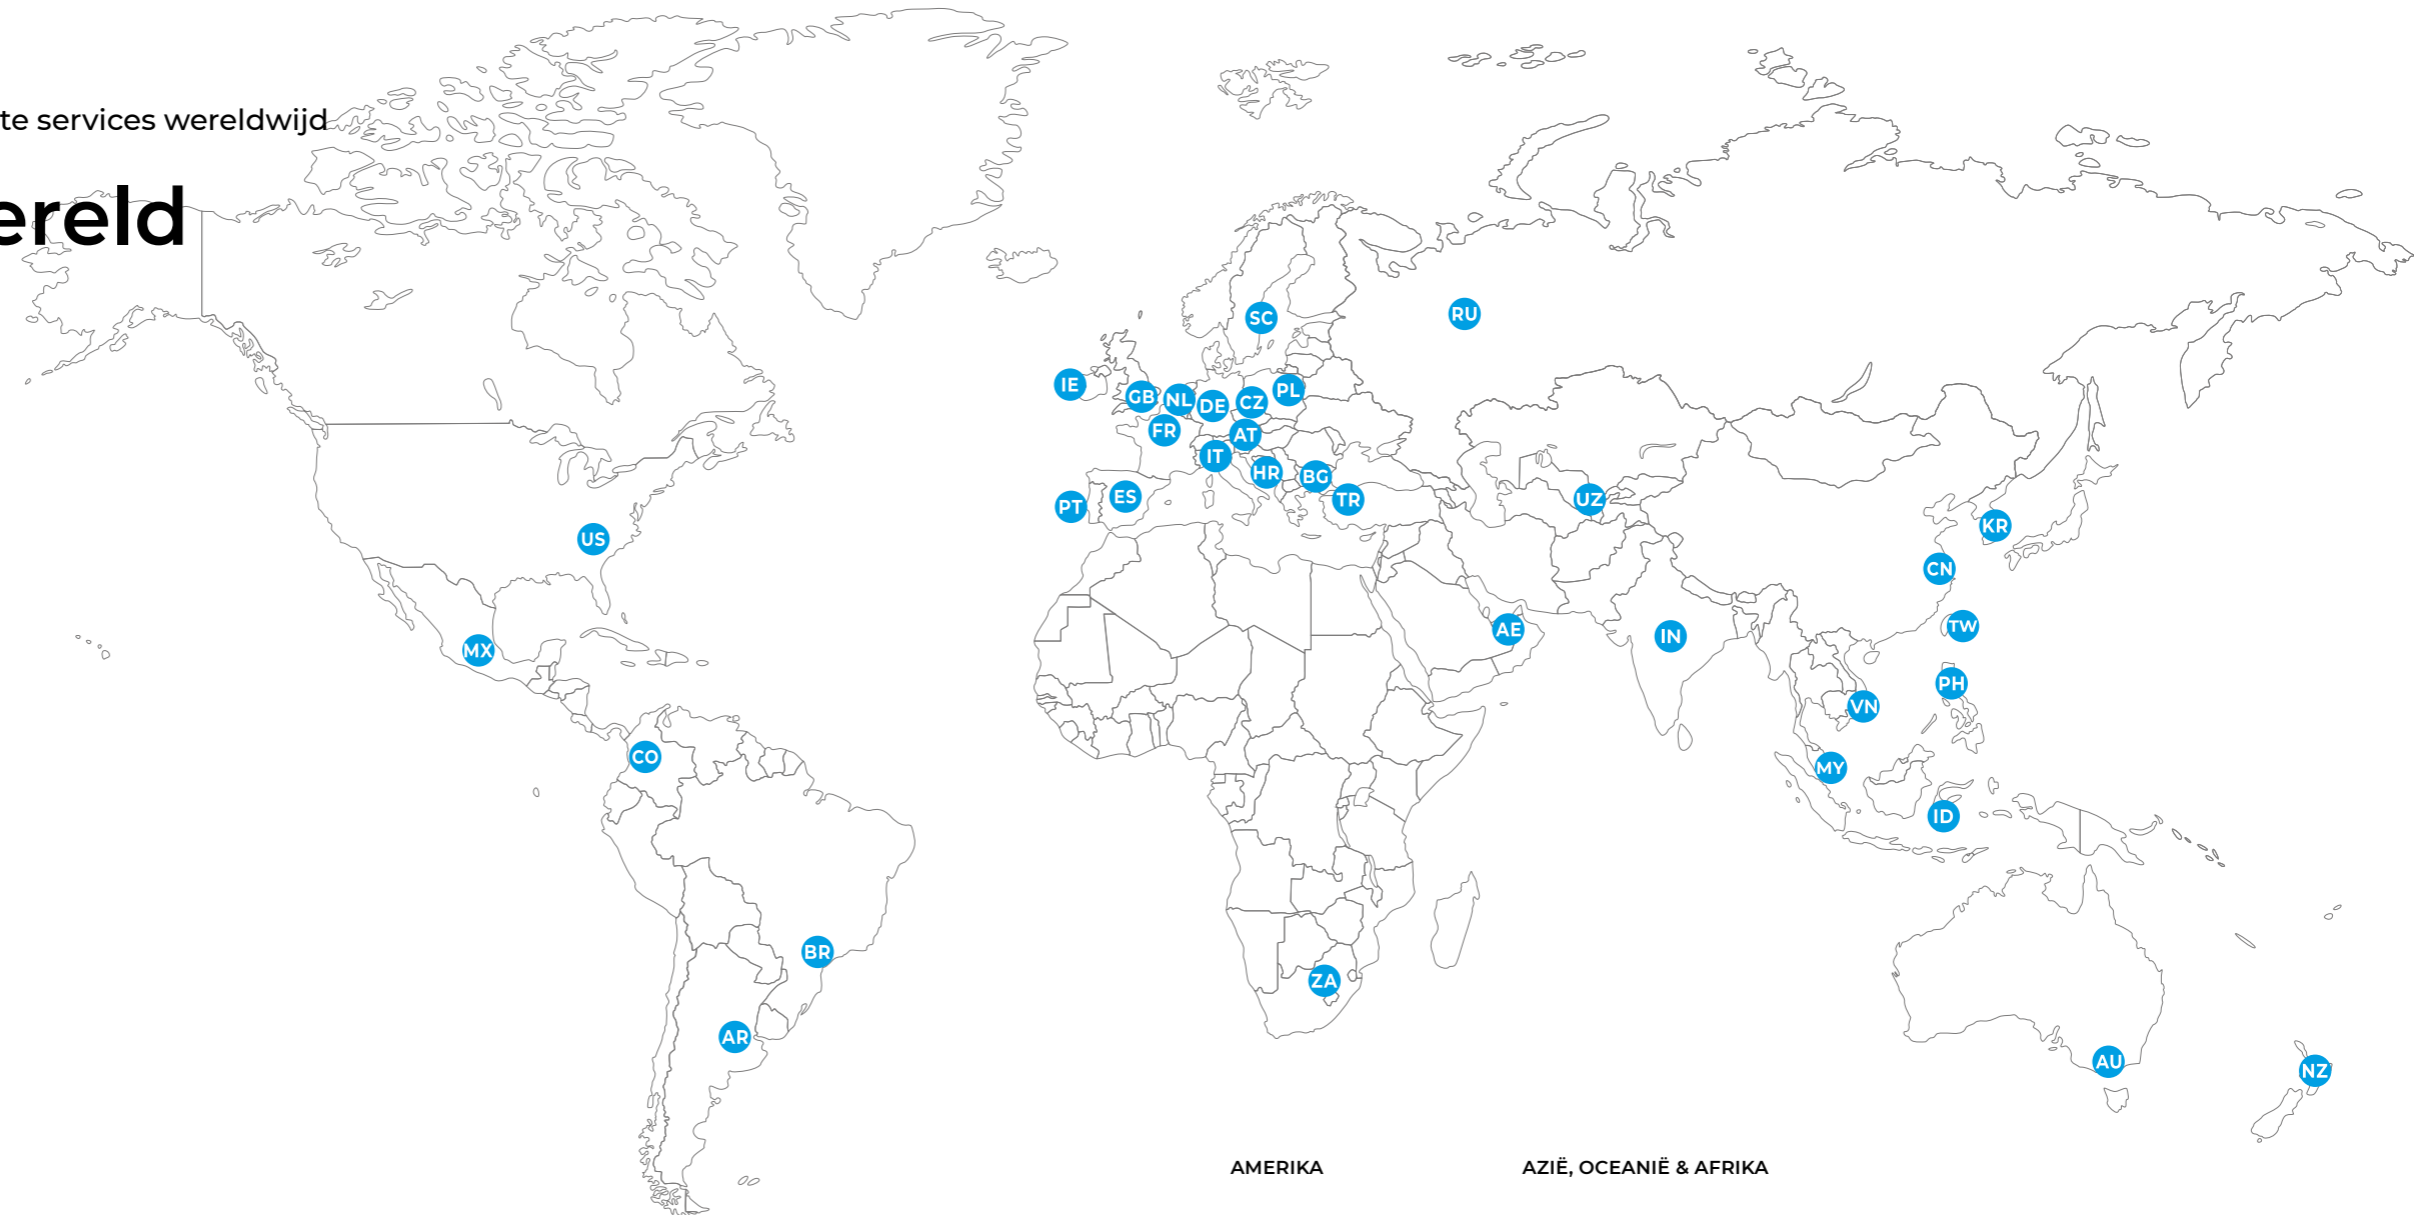 te services wereldwijd
ereld
RU
SC
IE
GB
NL
DE
CZ
PL
FR
AT
IT
HR
BG
PT
ES
TR
UZ
US
KR
CN
AE
IN
TW
MX
PH
VN
CO
MY
ID
BR
ZA
AR
AU
NZ
AMERIKA
AZIË, OCEANIË & AFRIKA